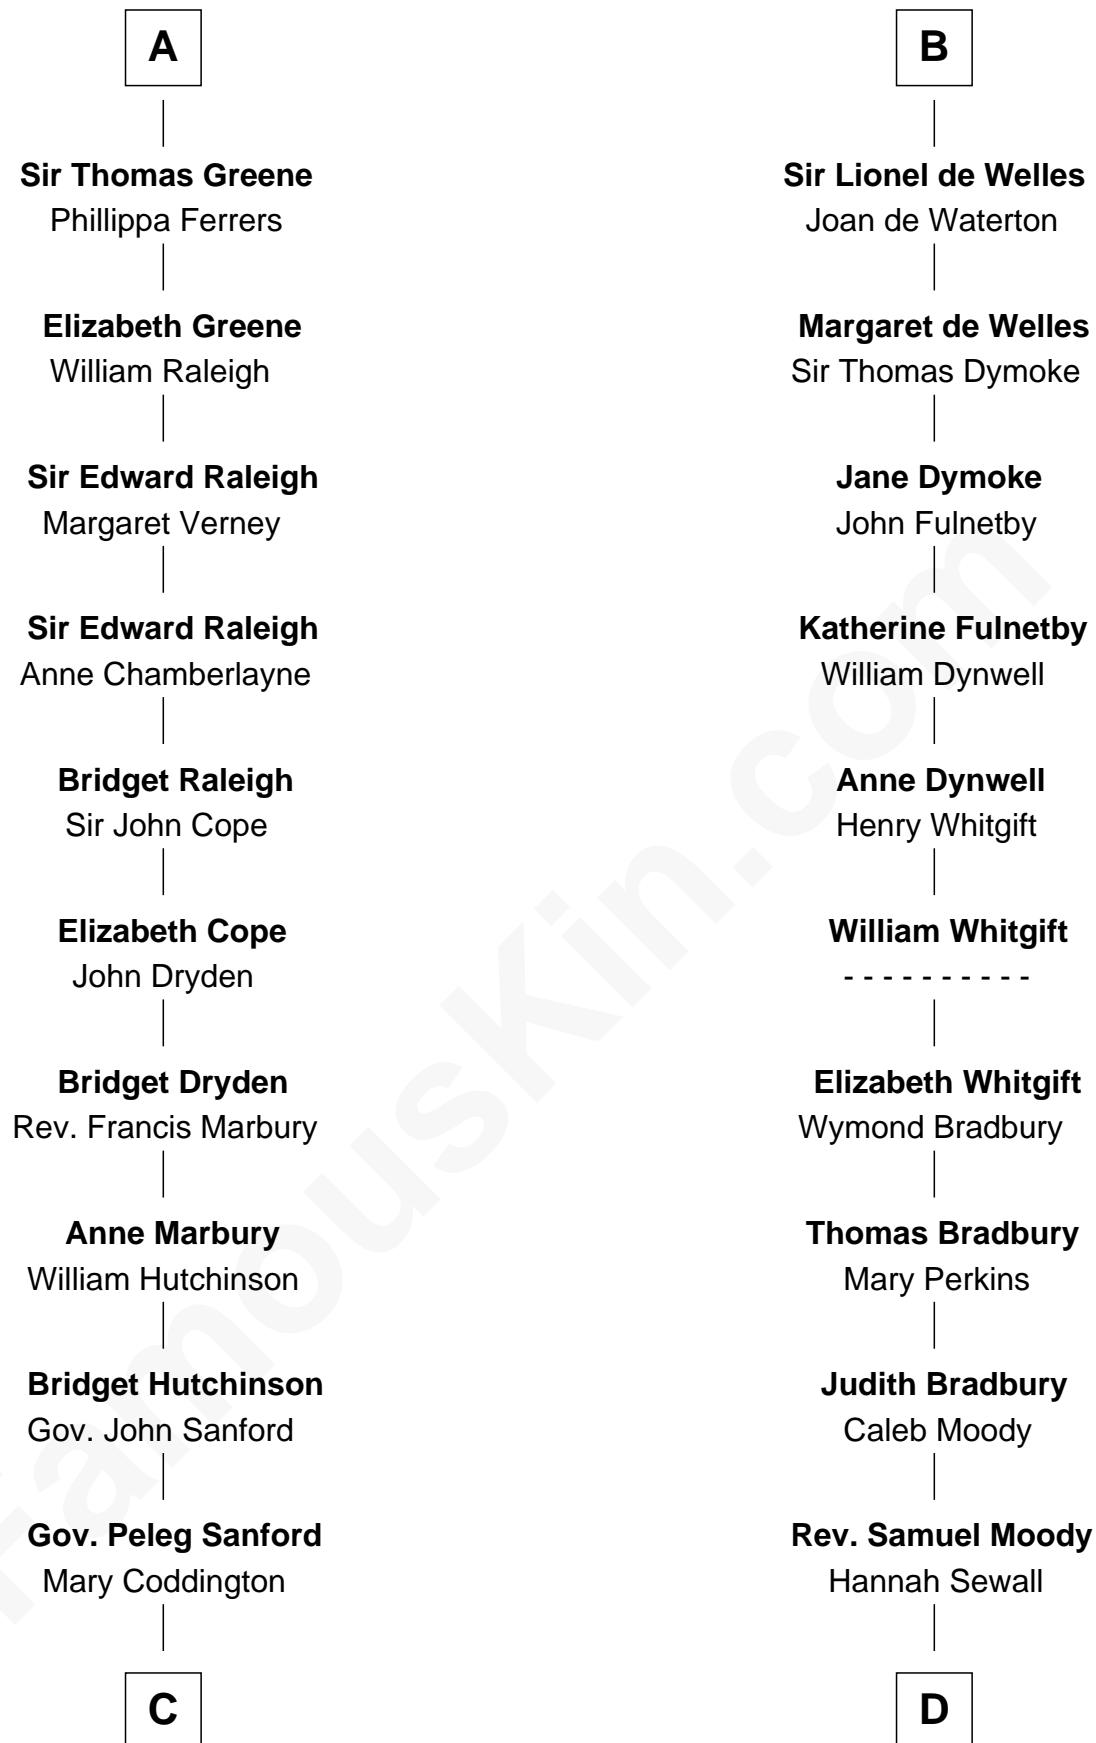 A
Sir Thomas Greene
Phillippa Ferrers
Elizabeth Greene
William Raleigh
Sir Edward Raleigh
Margaret Verney
Sir Edward Raleigh
Anne Chamberlayne
Bridget Raleigh
Sir John Cope
Elizabeth Cope
John Dryden
Bridget Dryden
Rev. Francis Marbury
Anne Marbury
William Hutchinson
Bridget Hutchinson
Gov. John Sanford
Gov. Peleg Sanford
Mary Coddington
C
B
Sir Lionel de Welles
Joan de Waterton
Margaret de Welles
Sir Thomas Dymoke
Jane Dymoke
John Fulnetby
Katherine Fulnetby
William Dynwell
Anne Dynwell
Henry Whitgift
William Whitgift
- - - - - - - - - -
Elizabeth Whitgift
Wymond Bradbury
Thomas Bradbury
Mary Perkins
Judith Bradbury
Caleb Moody
Rev. Samuel Moody
Hannah Sewall
D
FamousKin.com